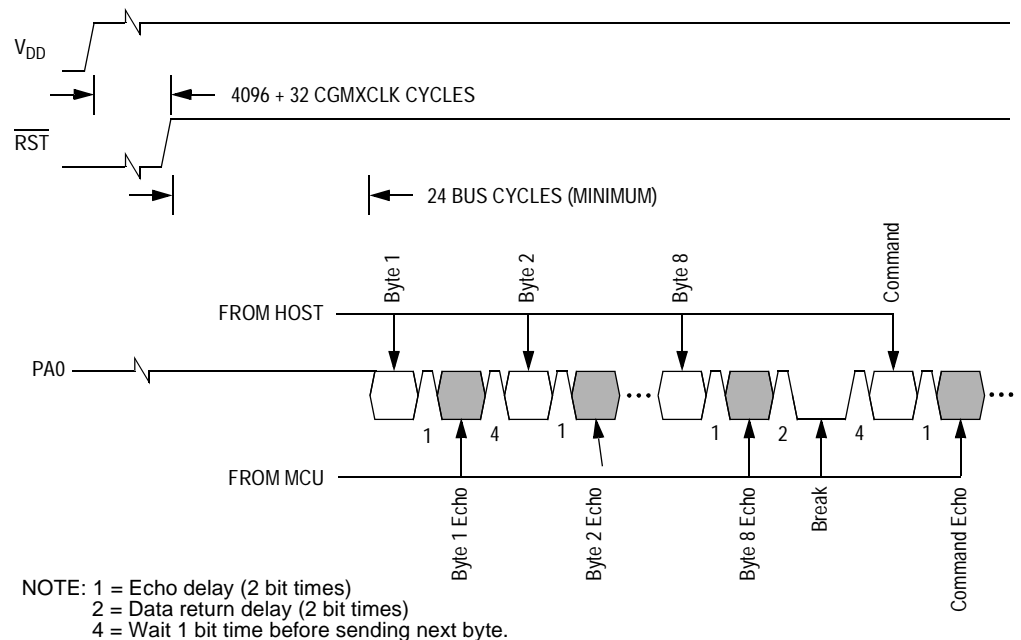 VDD
4096 + 32 CGMXCLK CYCLES
RST
24 BUS CYCLES (MINIMUM)
Byte 1
Byte 2
Byte 8
Command
FROM HOST
PA0
1
4
1
1
2
4
1
FROM MCU
Byte 1 Echo
Byte 2 Echo
Byte 8 Echo
Break
Command Echo
NOTE: 1 = Echo delay (2 bit times)
2 = Data return delay (2 bit times)
4 = Wait 1 bit time before sending next byte.